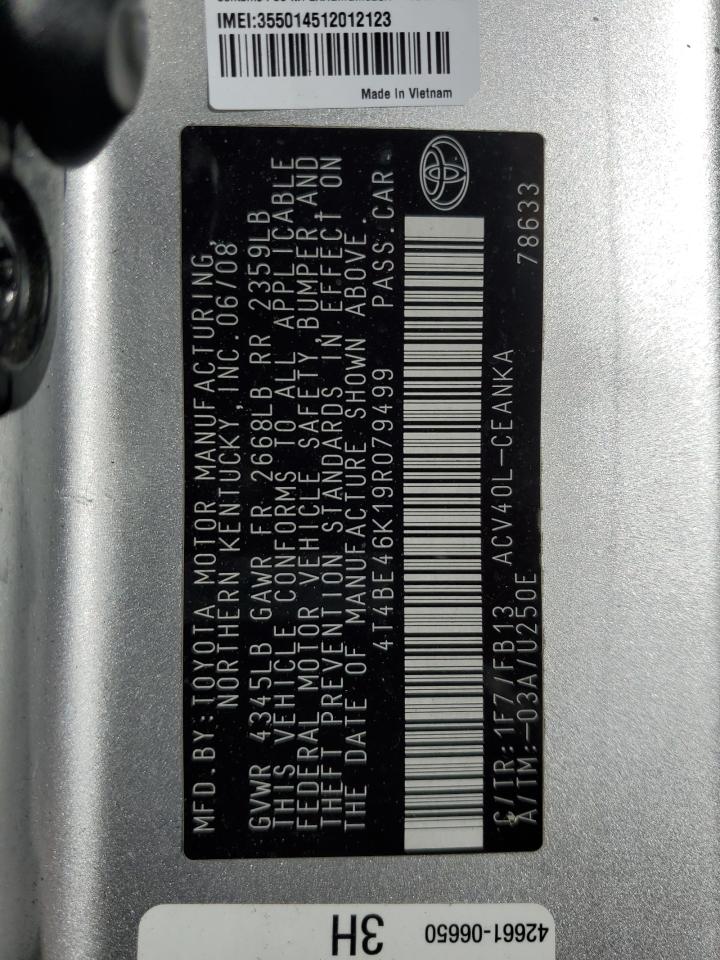 IMEI:355014512012123
Made In Vietnam
MFD.BY:TOYOTA MOTOR MANUFACTURING,
NORTHERN KENTUCKY,INC.06/08
GVWR 4345LB GAWR FR 2668LB RR 2359LB
THIS VEHICLE CONFORMS TO ALL APPLICABLE
FEDERAL MOTOR VEHICLE SAFETY, BUMPER AND
THEFT PREVENTION STANDARDS IN EFFECT ON
THE DATE OF MANUFACTURE SHOWN ABOVE.
4T4BE46K19R079499 PASS.CAR
C/TR:1F7/FB13 ACV40L-CEANKA
A/TM:-03A/U250E 78633
42661-06650
3H